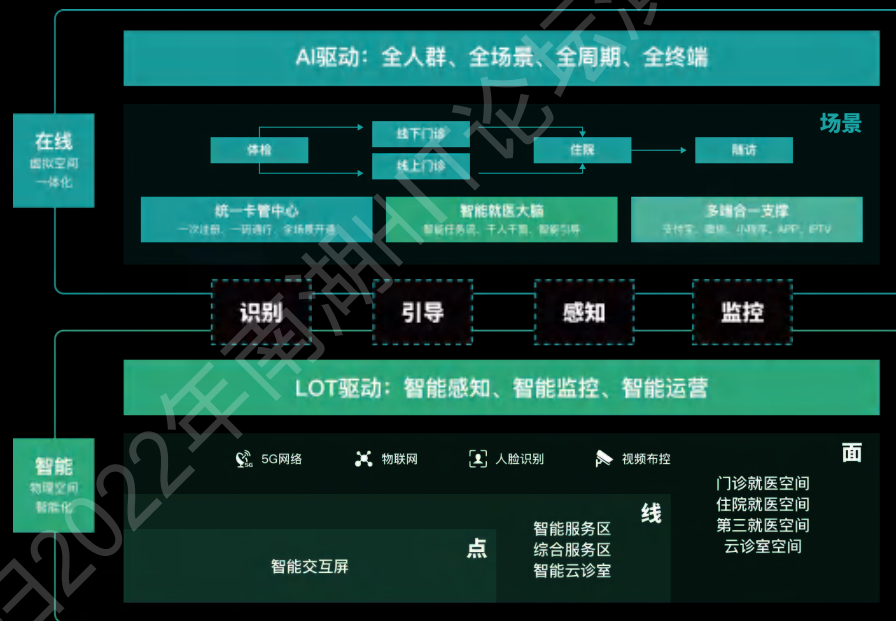 AI驱动：全人群、全场景、全周期、全终端
场景
在线
虚拟空间
一体化
体检
线下门诊
线上门诊
住院
随访
统一卡管中心
一次注册、一码通行、全场景开通
智能就医大脑
智能任务流、千人千面、智能引导
多端合一支撑
支付宝、微信、小程序、APP、IPTV
识别
引导
感知
监控
LOT驱动：智能感知、智能监控、智能运营
智能
物理空间
智能化
5G网络
物联网
人脸识别
视频布控
面
门诊就医空间
住院就医空间
第三就医空间
云诊室空间
线
智能服务区
综合服务区
智能云诊室
点
智能交互屏
2022年南湖HIT论坛